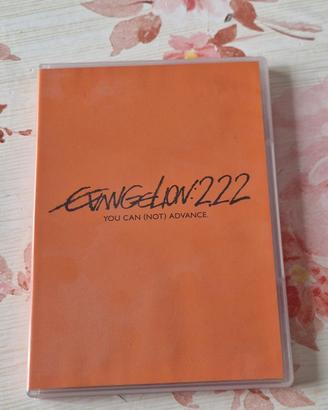 EVANGELION:2.22
YOU CAN (NOT) ADVANCE.